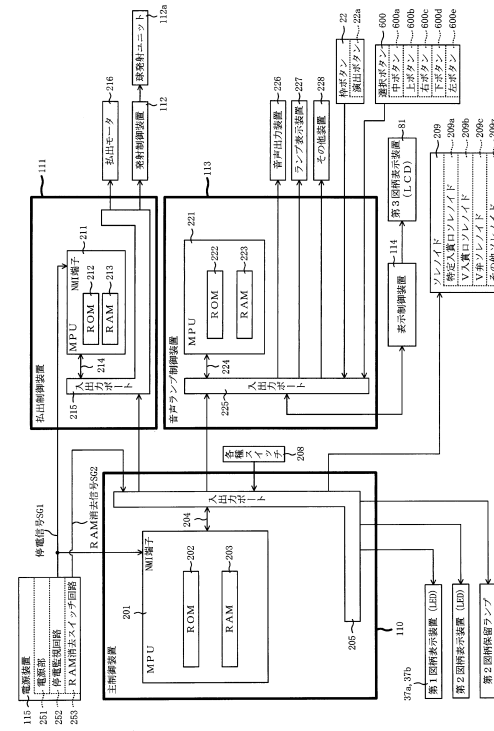 115
電源装置
251
電源部
252
停電監視回路
253
RAM消去スイッチ回路
停電信号SG1
RAM消去信号SG2
主制御装置
110
201
MPU
NMI端子
ROM
202
RAM
203
204
入出力ポート
205
各種スイッチ
208
37a, 37b
第1図柄表示装置(LED)
第2図柄表示装置(LED)
第2図柄保留ランプ
払出制御装置
111
211
MPU
NMI端子
ROM
212
RAM
213
214
入出力ポート
215
払出モータ
216
発射制御装置
112
球発射ユニット
112a
音声ランプ制御装置
113
221
MPU
ROM
222
RAM
223
224
入出力ポート
225
音声出力装置
226
ランプ表示装置
227
その他装置
228
枠ボタン
22
演出ボタン
22a
選択ボタン
600
中ボタン
600a
上ボタン
600b
右ボタン
600c
下ボタン
600d
左ボタン
600e
表示制御装置
114
第3図柄表示装置
(LCD)
81
ソレノイド
209
特定入賞口ソレノイド
209a
V入賞口ソレノイド
209b
V弁ソレノイド
209c